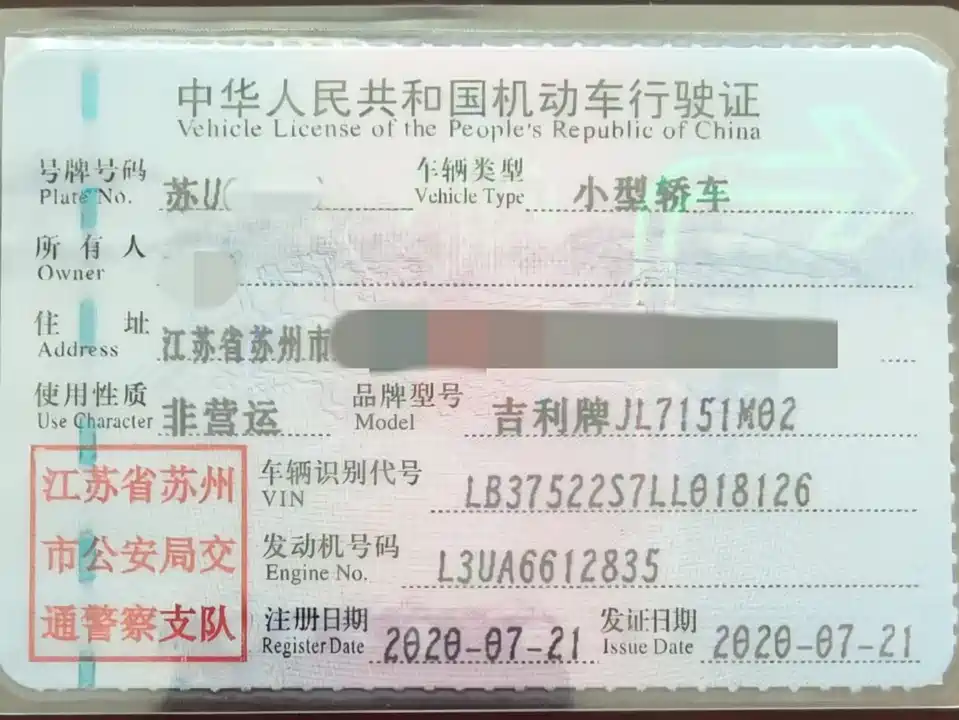 中华人民共和国机动车行驶证
Vehicle License of the People's Republic of China
号牌号码 苏U 车辆类型 小型轿车
Plate No. Vehicle Type
所有人
Owner
住址 江苏省苏州市
Address
使用性质 非营运 品牌型号 吉利牌JL7151M02
Use Character Model
江苏省苏州
市公安局交
通警察支队
车辆识别代号 LB37522S7LL018126
VIN
发动机号码 L3UA6612835
Engine No.
注册日期 2020-07-21 发证日期 2020-07-21
Register Date Issue Date